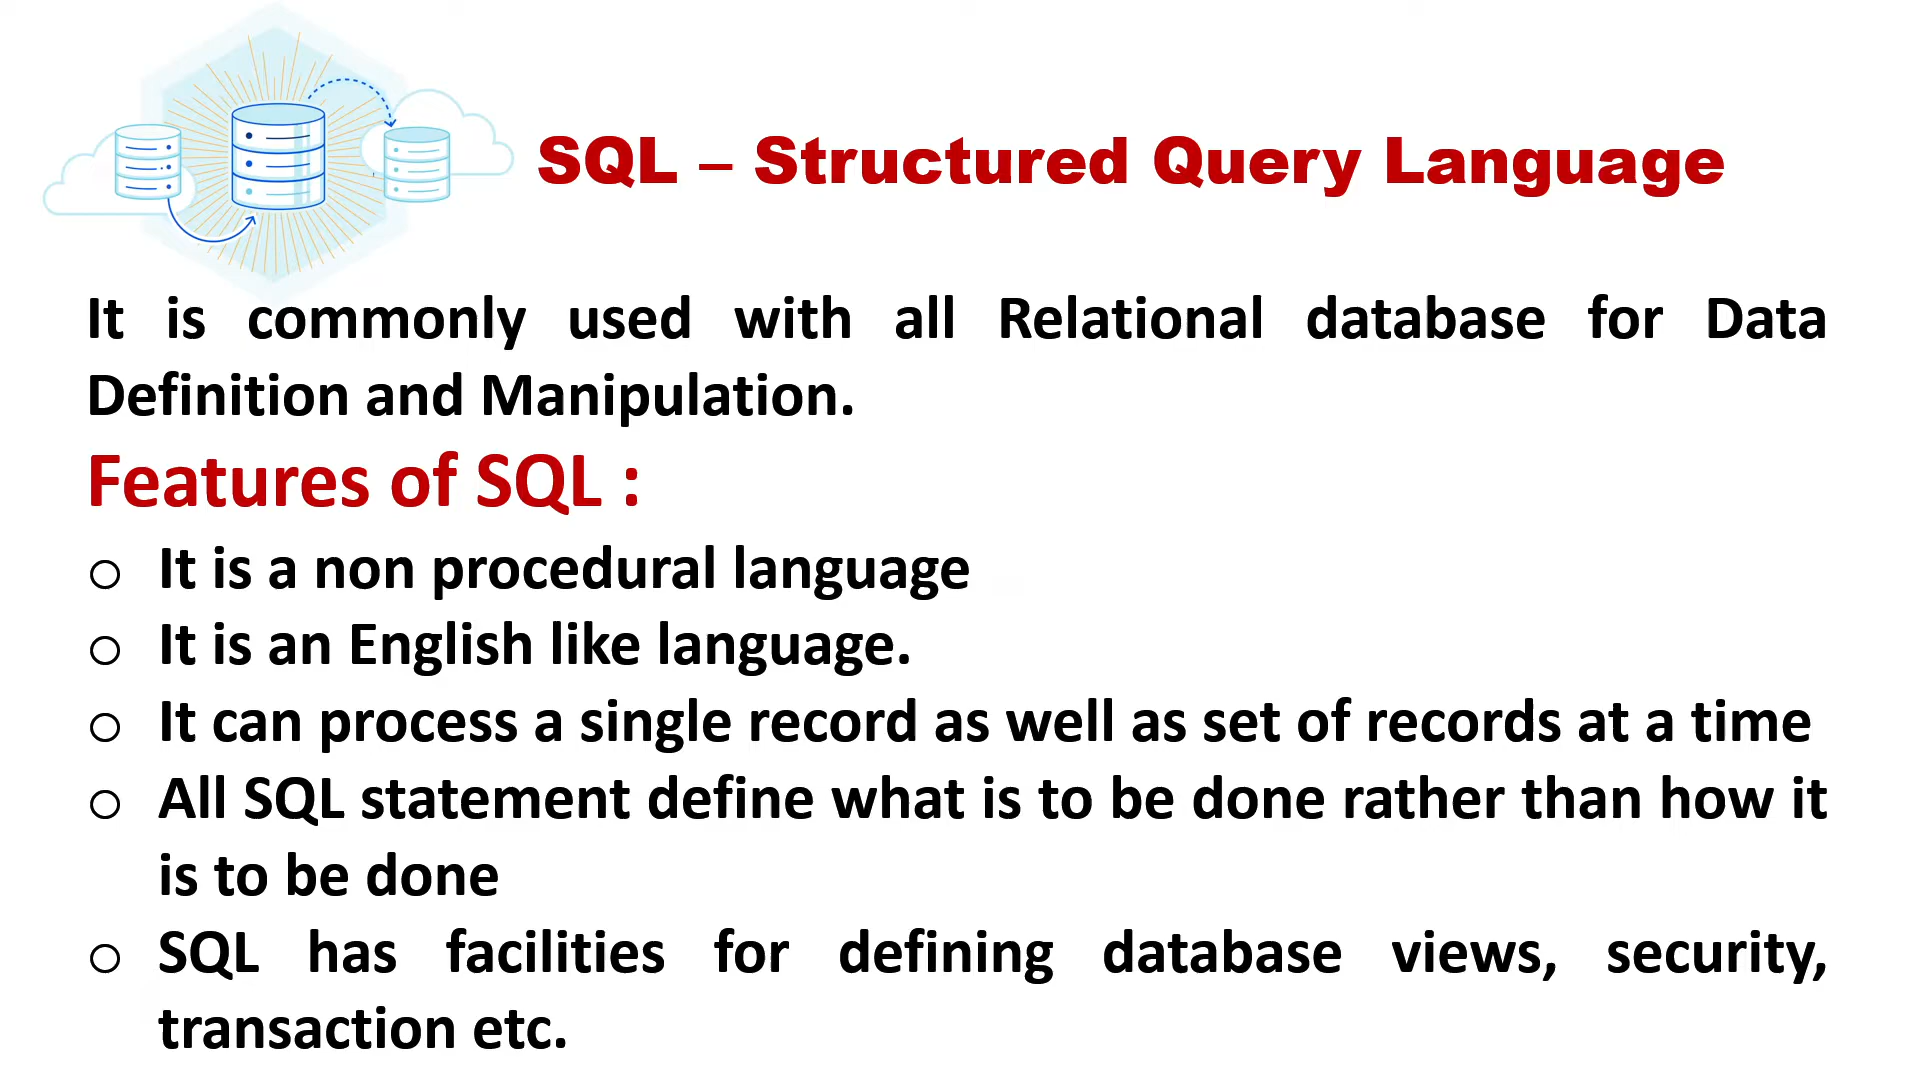 SQL – Structured Query Language
It is commonly used with all Relational database for Data
Definition and Manipulation.
Features of SQL :
o It is a non procedural language
o It is an English like language.
o It can process a single record as well as set of records at a time
o All SQL statement define what is to be done rather than how it
is to be done
o SQL has facilities for defining database views, security,
transaction etc.